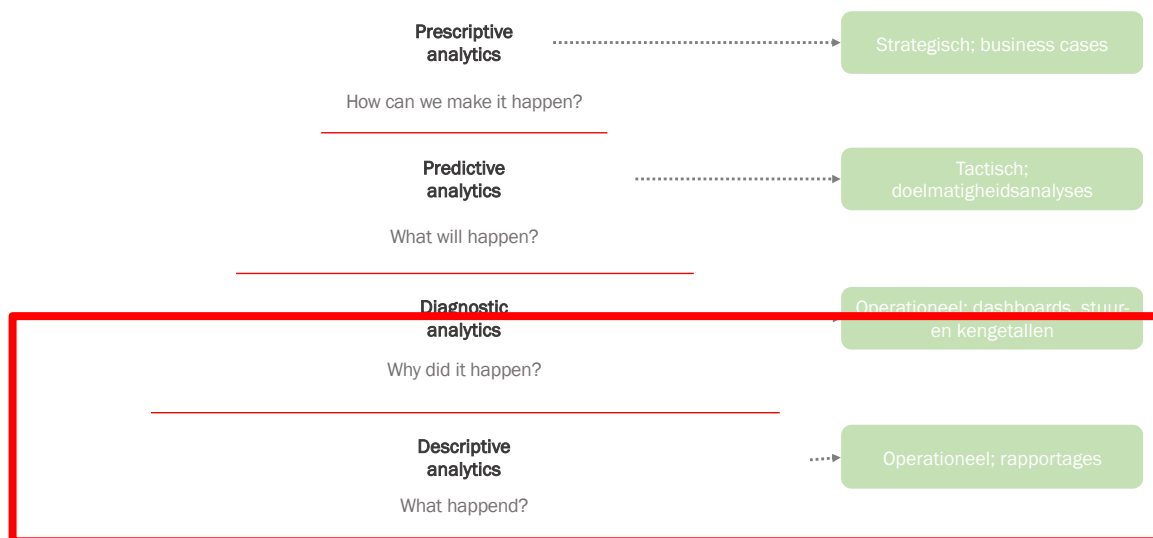 Prescriptive
analytics
Strategisch; business cases
How can we make it happen?
Predictive
analytics
Tactisch;
doelmatigheidsanalyses
What will happen?
Diagnostic
analytics
Operationeel; dashboards, stuur-
en kengetallen
Why did it happen?
Descriptive
analytics
Operationeel; rapportages
What happend?